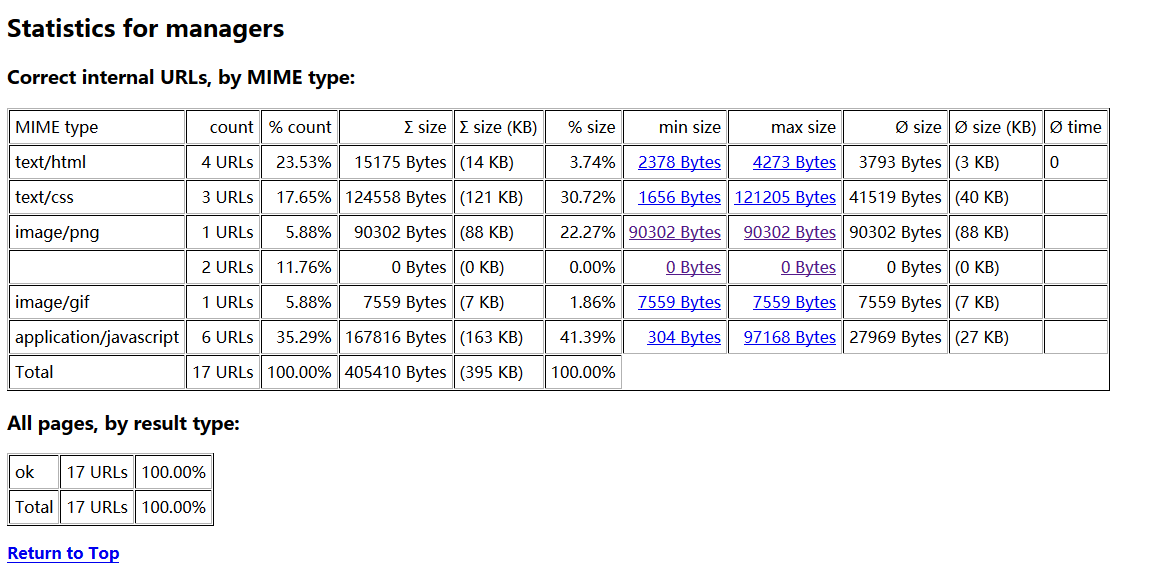 Statistics for managers
Correct internal URLs, by MIME type:
MIME type count % count Σ size Σ size (KB) % size min size max size Ø size Ø size (KB) Ø time
text/html 4 URLs 23.53% 15175 Bytes (14 KB) 3.74% 2378 Bytes 4273 Bytes 3793 Bytes (3 KB) 0
text/css 3 URLs 17.65% 124558 Bytes (121 KB) 30.72% 1656 Bytes 121205 Bytes 41519 Bytes (40 KB)
image/png 1 URLs 5.88% 90302 Bytes (88 KB) 22.27% 90302 Bytes 90302 Bytes 90302 Bytes (88 KB)
2 URLs 11.76% 0 Bytes (0 KB) 0.00% 0 Bytes 0 Bytes 0 Bytes (0 KB)
image/gif 1 URLs 5.88% 7559 Bytes (7 KB) 1.86% 7559 Bytes 7559 Bytes 7559 Bytes (7 KB)
application/javascript 6 URLs 35.29% 167816 Bytes (163 KB) 41.39% 304 Bytes 97168 Bytes 27969 Bytes (27 KB)
Total 17 URLs 100.00% 405410 Bytes (395 KB) 100.00%
All pages, by result type:
ok 17 URLs 100.00%
Total 17 URLs 100.00%
Return to Top